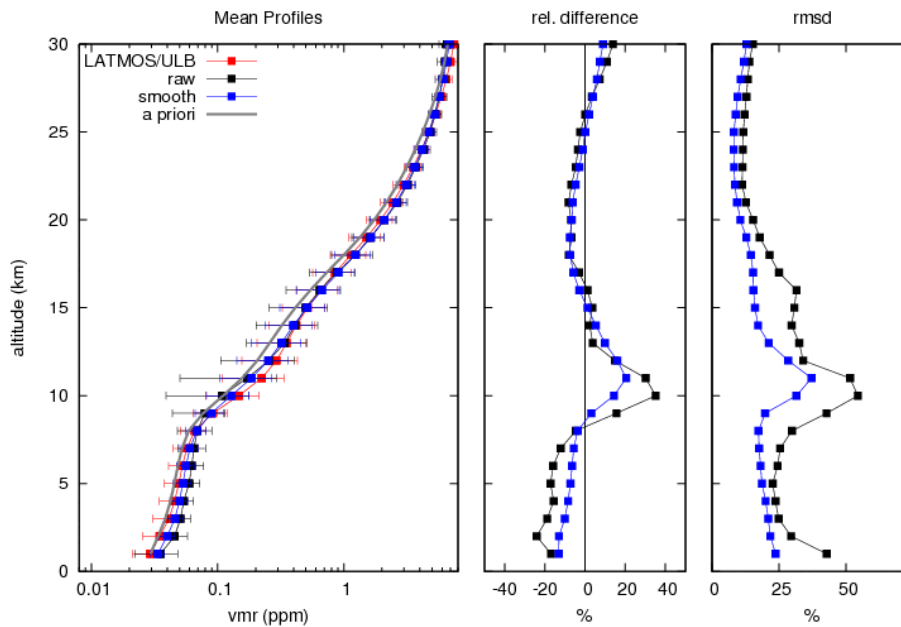 Mean Profiles
rel. difference
rmsd
LATMOS/ULB
raw
smooth
a priori
altitude (km)
30
25
20
15
10
5
0
0.01 0.1 1
-40 0 40
-20 20
0 50
vmr (ppm)
%
%